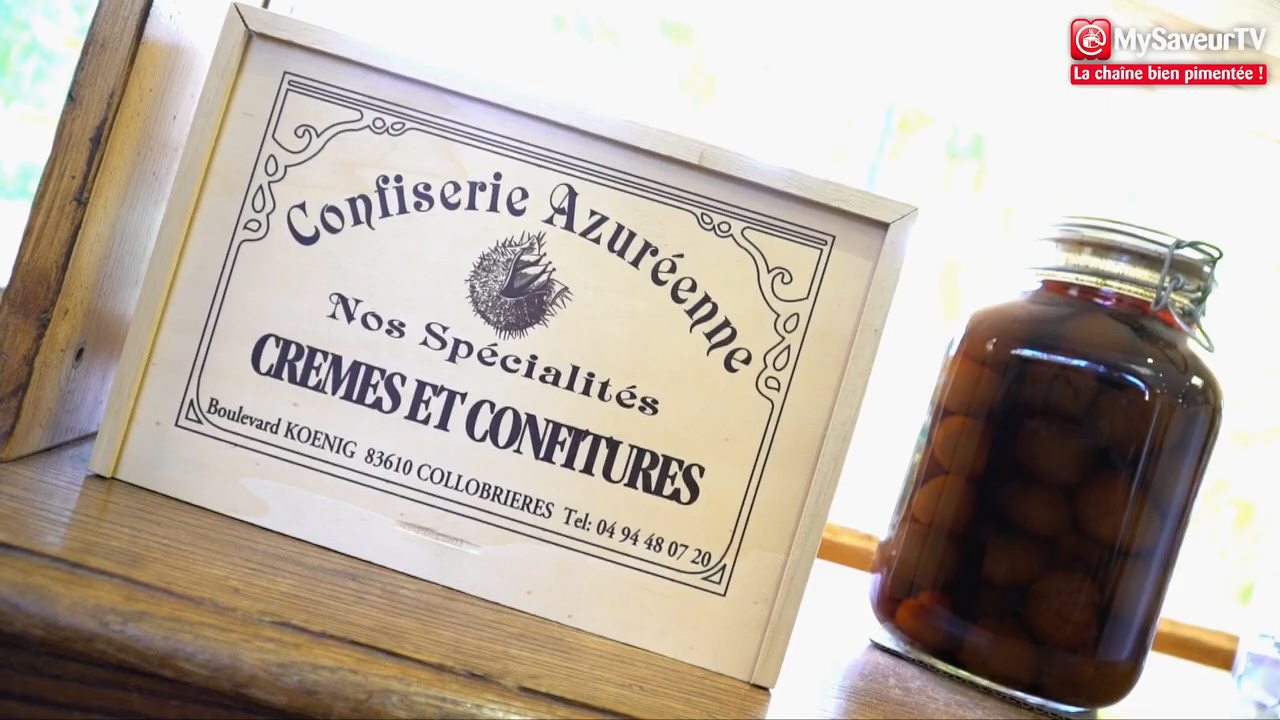 MySaveurTV
La chaîne bien pimentée !
Confiserie Azuréenne
Nos Spécialités
CREMES ET CONFITURES
Boulevard KOENIG 83610 COLLOBRIERES Tel: 04 94 48 07 20